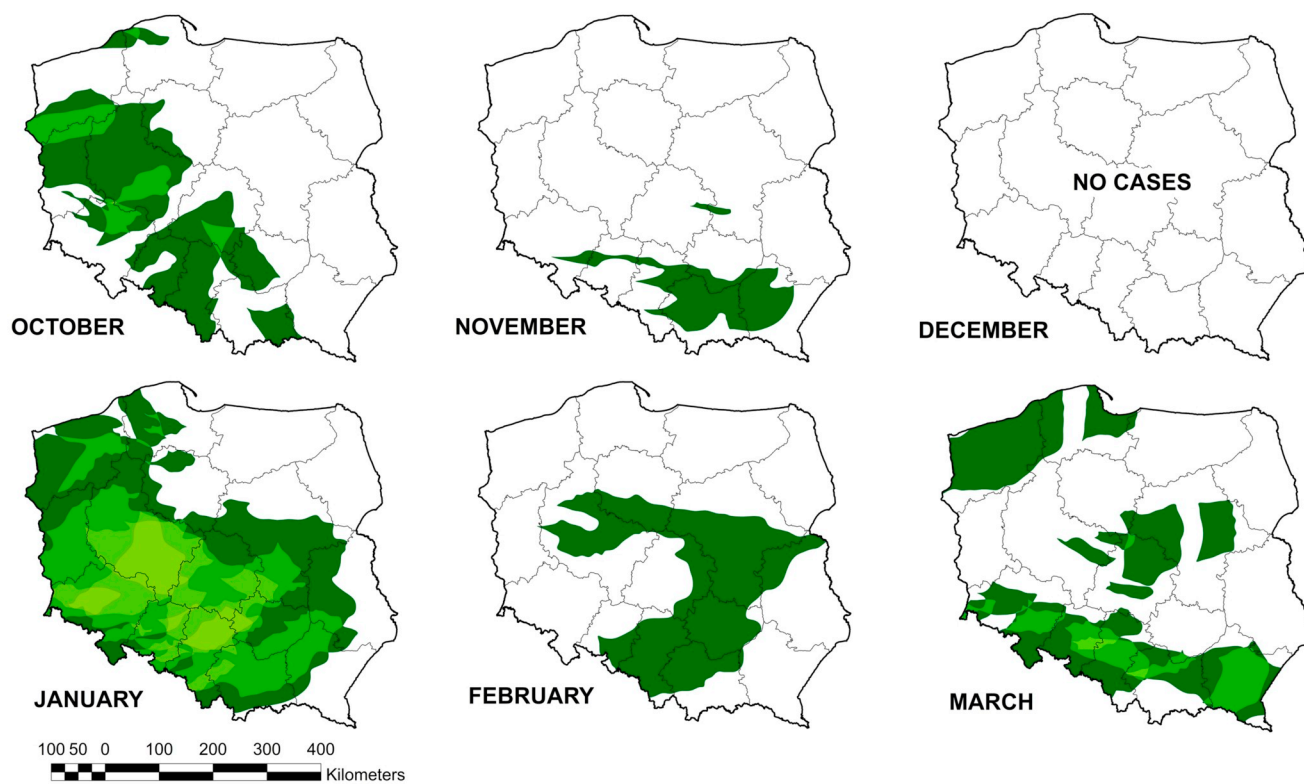 OCTOBER
NOVEMBER
DECEMBER
NO CASES
JANUARY
FEBRUARY
MARCH
100 50 0 100 200 300 400
Kilometers